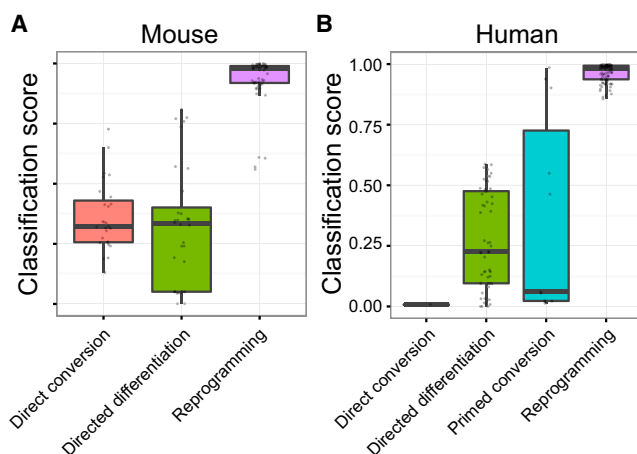 A
Mouse
Classification score
Direct conversion
Directed differentiation
Reprogramming
B
Human
Classification score
1.00
0.75
0.50
0.25
0.00
Direct conversion
Directed differentiation
Primed conversion
Reprogramming